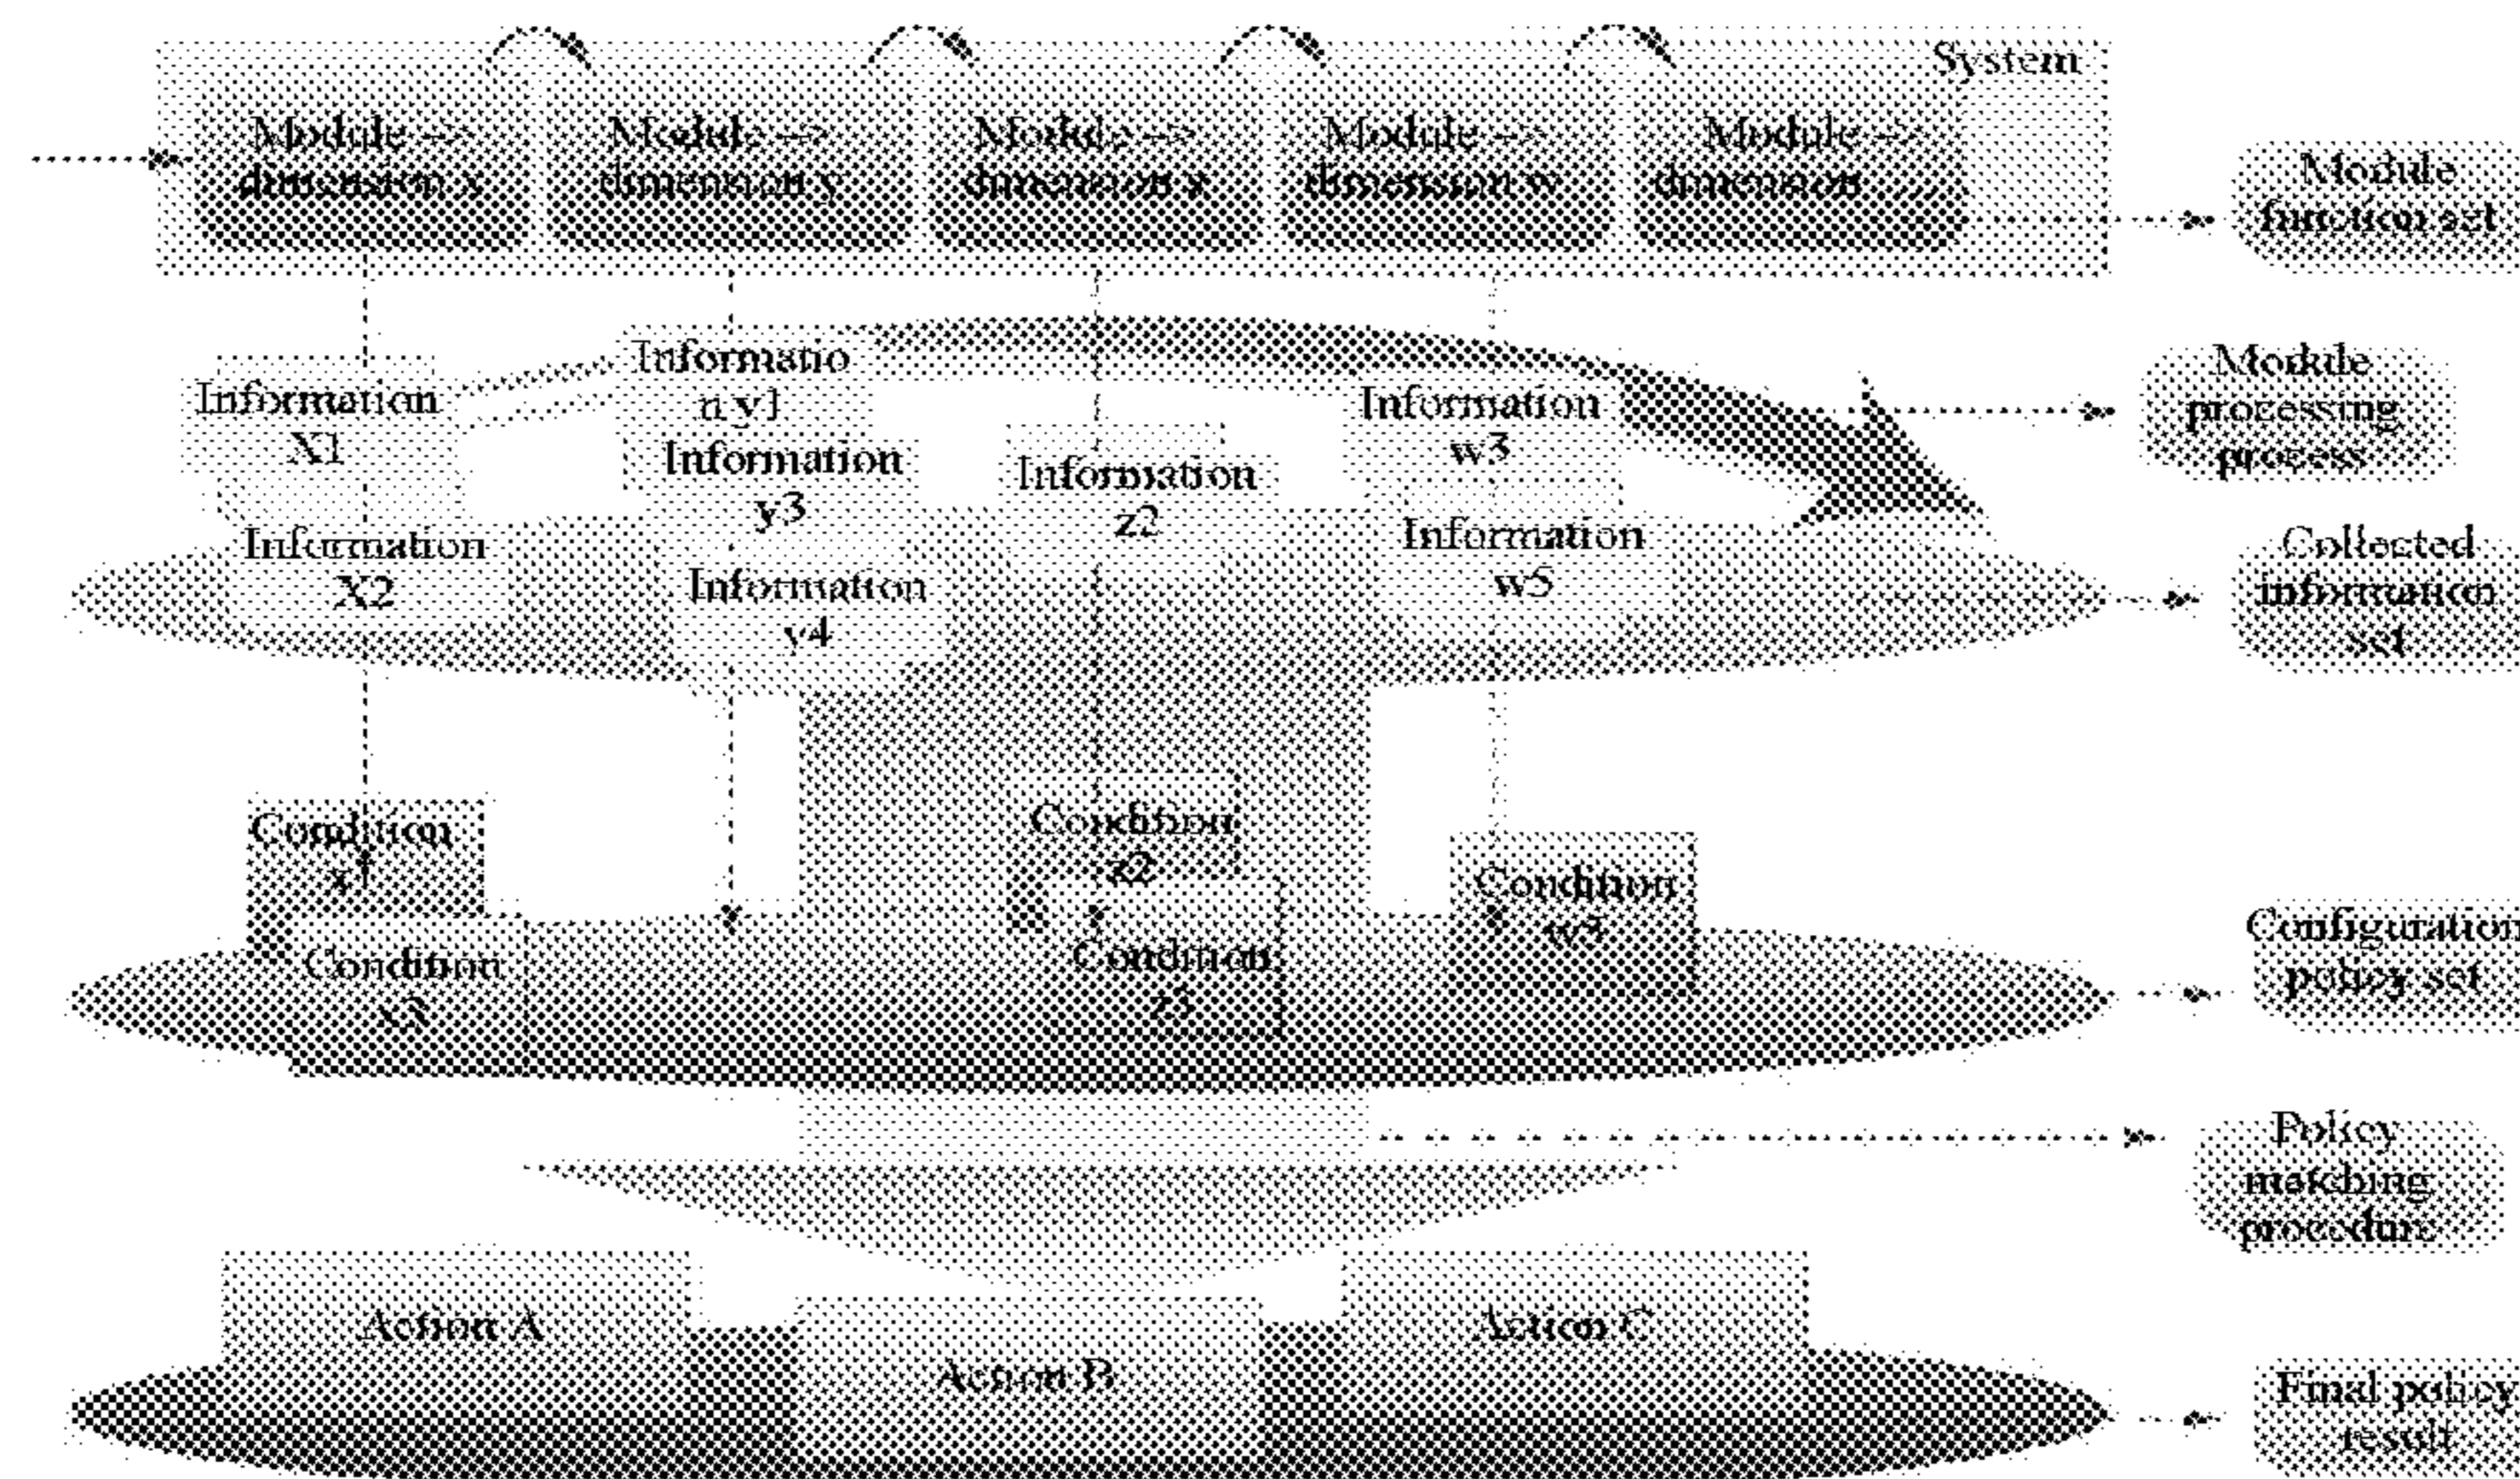 System
Module -->
dimension x
Module -->
dimension y
Module -->
dimension z
Module -->
dimension w
Module -->
dimension ......
Module
function set
Informatio
n y1
Module
processing
process
Information
X1
Information
w3
Information
y3
Information
z2
Information
X2
Information
w5
Collected
information
set
Information
y4
Condition
x1
Condition
z2
Condition
Condition
x3
Condition
Configuration
policy set
Policy
matching
procedure
Action A
Action C
Action B
Final policy
result